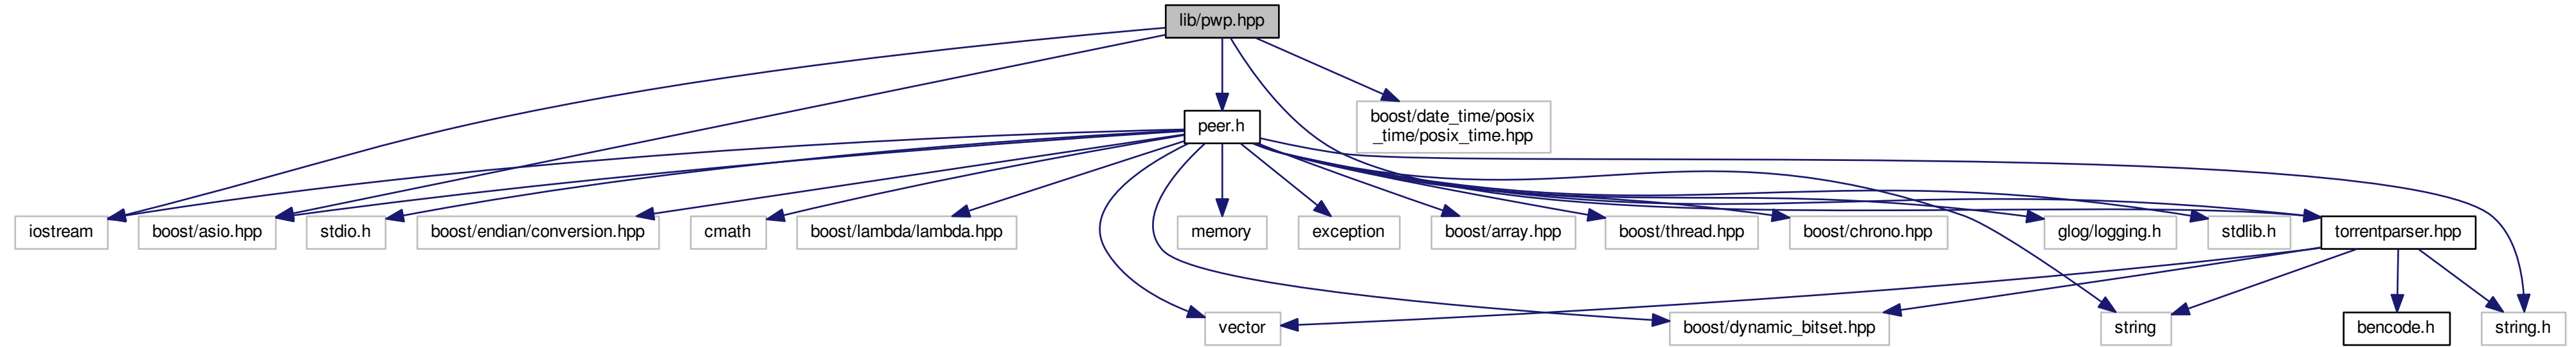 lib/pwp.hpp
boost/date_time/posix
_time/posix_time.hpp
peer.h
iostream
boost/asio.hpp
stdio.h
boost/endian/conversion.hpp
cmath
boost/lambda/lambda.hpp
memory
exception
boost/array.hpp
boost/thread.hpp
boost/chrono.hpp
glog/logging.h
stdlib.h
torrentparser.hpp
vector
boost/dynamic_bitset.hpp
string
bencode.h
string.h